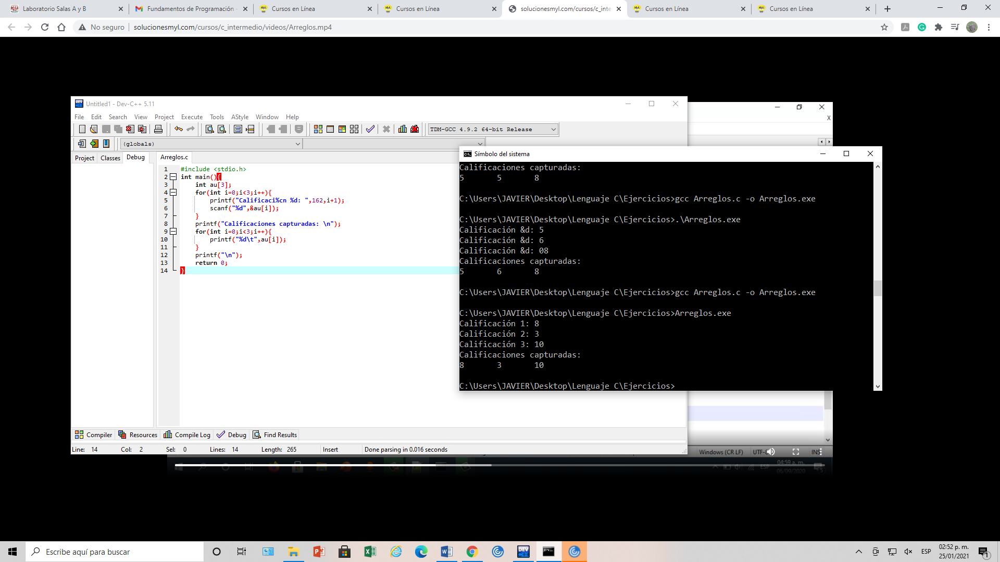 Laboratorio Salas A y B
Fundamentos de Programación
Cursos en Línea
Cursos en Línea
solucionesmyl.com/cursos/c_inte
Cursos en Línea
Cursos en Línea
No seguro
solucionesmyl.com/cursos/c_intermedio/videos/Arreglos.mp4
Untitled1 - Dev-C++ 5.11
File Edit Search View Project Execute Tools AStyle Window Help
TDM-GCC 4.9.2 64-bit Release
(globals)
Project Classes Debug
Arreglos.c
1 #include <stdio.h>
2 int main(){
3 int au[3];
4 for(int i=0;i<3;i++){
5 printf("Calificaci%cn %d: ",162,i+1);
6 scanf("%d",&au[i]);
7 }
8 printf("Calificaciones capturadas: \n");
9 for(int i=0;i<3;i++){
10 printf("%d\t",au[i]);
11 }
12 printf("\n");
13 return 0;
14 }
Compiler Resources Compile Log Debug Find Results
Line: 14 Col: 2 Sel: 0 Lines: 14 Length: 265 Insert Done parsing in 0.016 seconds
Símbolo del sistema
Calificaciones capturadas:
5 5 8
C:\Users\JAVIER\Desktop\Lenguaje C\Ejercicios>gcc Arreglos.c -o Arreglos.exe
C:\Users\JAVIER\Desktop\Lenguaje C\Ejercicios>.\Arreglos.exe
Calificación &d: 5
Calificación &d: 6
Calificación &d: 08
Calificaciones capturadas:
5 6 8
C:\Users\JAVIER\Desktop\Lenguaje C\Ejercicios>gcc Arreglos.c -o Arreglos.exe
C:\Users\JAVIER\Desktop\Lenguaje C\Ejercicios>Arreglos.exe
Calificación 1: 8
Calificación 2: 3
Calificación 3: 10
Calificaciones capturadas:
8 3 10
C:\Users\JAVIER\Desktop\Lenguaje C\Ejercicios>
Windows (CR LF) UTF-8 INS
ESP 04:59 a. m.
06/09/2020
Escribe aquí para buscar
ESP
02:52 p. m.
25/01/2021
1